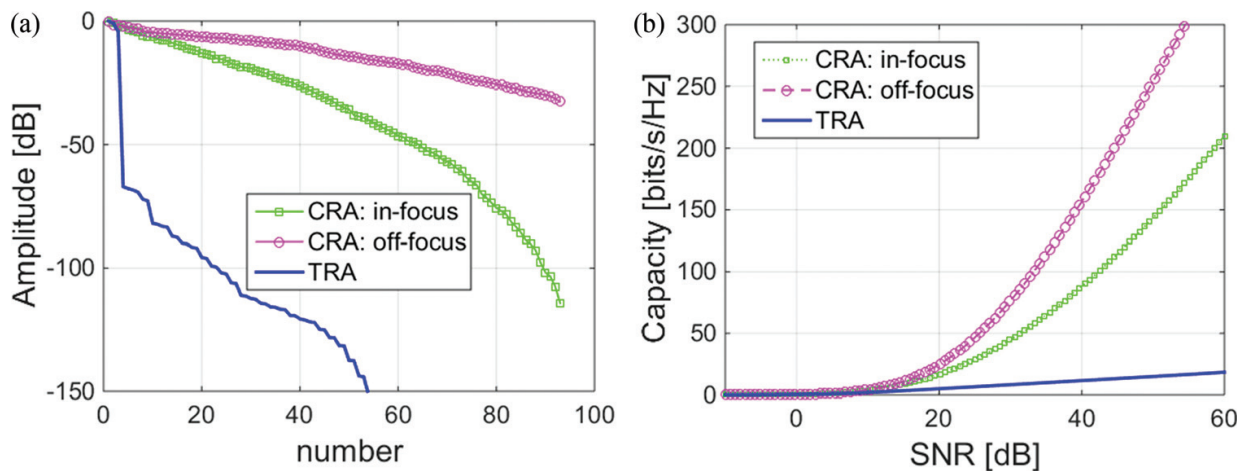 (a)
Amplitude [dB]
0
-50
-100
-150
CRA: in-focus
CRA: off-focus
TRA
0
20
40
60
80
100
number
(b)
Capacity [bits/s/Hz]
300
250
200
150
100
50
0
CRA: in-focus
CRA: off-focus
TRA
0
20
40
60
SNR [dB]